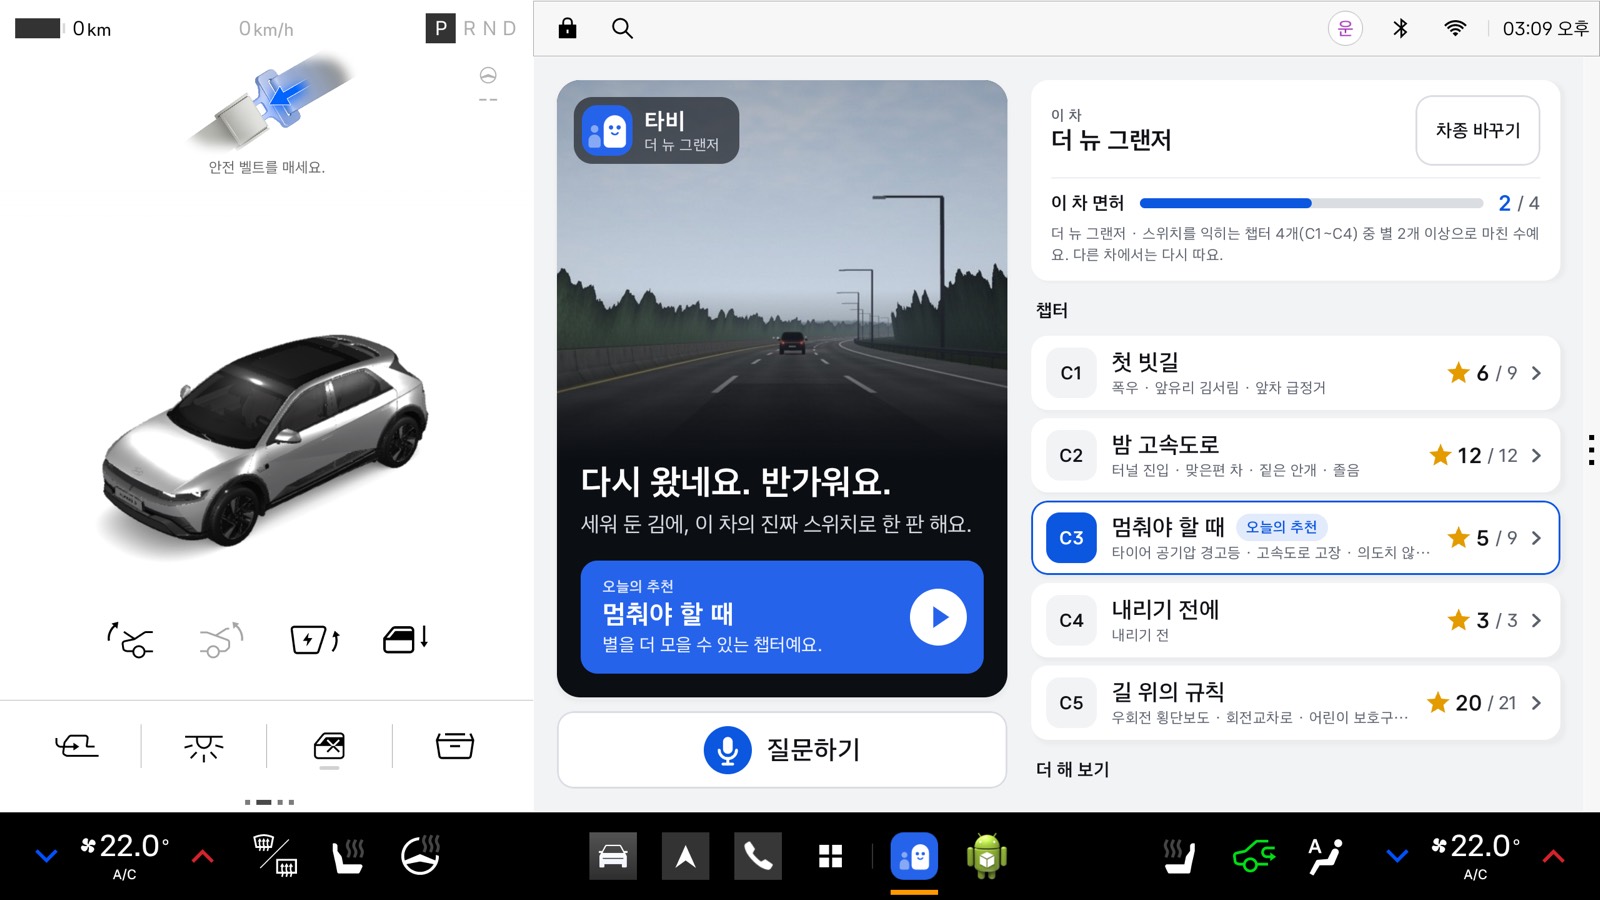 0 km
0 km/h
P R N D
--
안전 벨트를 매세요.
운
03:09 오후
타비
더 뉴 그랜저
다시 왔네요. 반가워요.
세워 둔 김에, 이 차의 진짜 스위치로 한 판 해요.
오늘의 추천
멈춰야 할 때
별을 더 모을 수 있는 챕터예요.
질문하기
이 차
더 뉴 그랜저
차종 바꾸기
이 차 면허
2 / 4
더 뉴 그랜저 · 스위치를 익히는 챕터 4개(C1~C4) 중 별 2개 이상으로 마친 수예
요. 다른 차에서는 다시 따요.
챕터
C1
첫 빗길
폭우 · 앞유리 김서림 · 앞차 급정거
6 / 9
C2
밤 고속도로
터널 진입 · 맞은편 차 · 짙은 안개 · 졸음
12 / 12
C3
멈춰야 할 때
오늘의 추천
타이어 공기압 경고등 · 고속도로 고장 · 의도치 않…
5 / 9
C4
내리기 전에
내리기 전
3 / 3
C5
길 위의 규칙
우회전 횡단보도 · 회전교차로 · 어린이 보호구…
20 / 21
더 해 보기
22.0°
A/C
A
22.0°
A/C